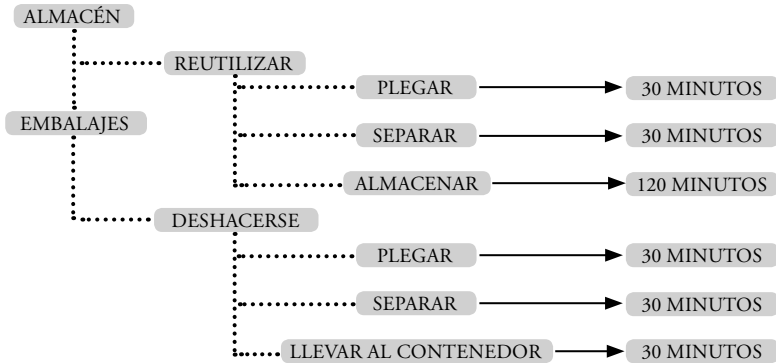 ALMACÉN
REUTILIZAR
PLEGAR 30 MINUTOS
EMBALAJES SEPARAR 30 MINUTOS
ALMACENAR 120 MINUTOS
DESHACERSE
PLEGAR 30 MINUTOS
SEPARAR 30 MINUTOS
LLEVAR AL CONTENEDOR 30 MINUTOS